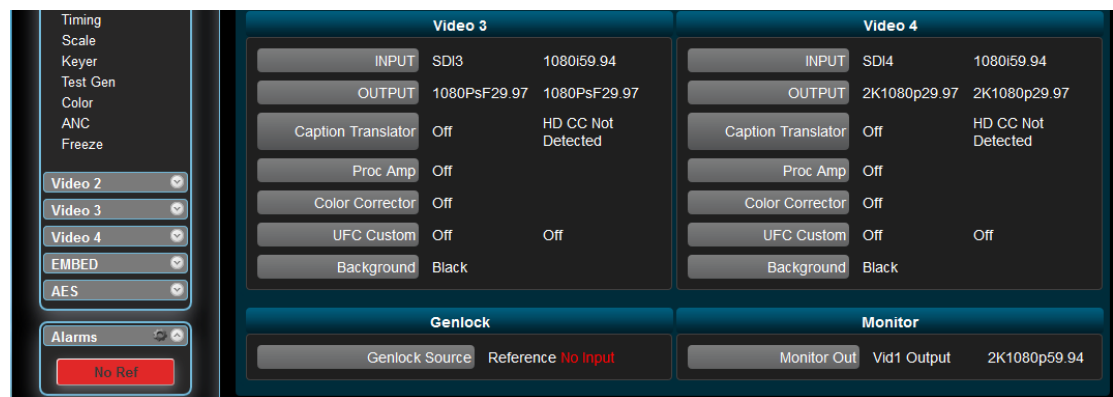 Timing
Scale
Keyer
Test Gen
Color
ANC
Freeze
Video 2
Video 3
Video 4
EMBED
AES
Alarms
No Ref
Video 3
INPUT SDI3 1080i59.94
OUTPUT 1080PsF29.97 1080PsF29.97
Caption Translator Off HD CC Not
Detected
Proc Amp Off
Color Corrector Off
UFC Custom Off Off
Background Black
Video 4
INPUT SDI4 1080i59.94
OUTPUT 2K1080p29.97 2K1080p29.97
Caption Translator Off HD CC Not
Detected
Proc Amp Off
Color Corrector Off
UFC Custom Off Off
Background Black
Genlock
Genlock Source Reference No Input
Monitor
Monitor Out Vid1 Output 2K1080p59.94